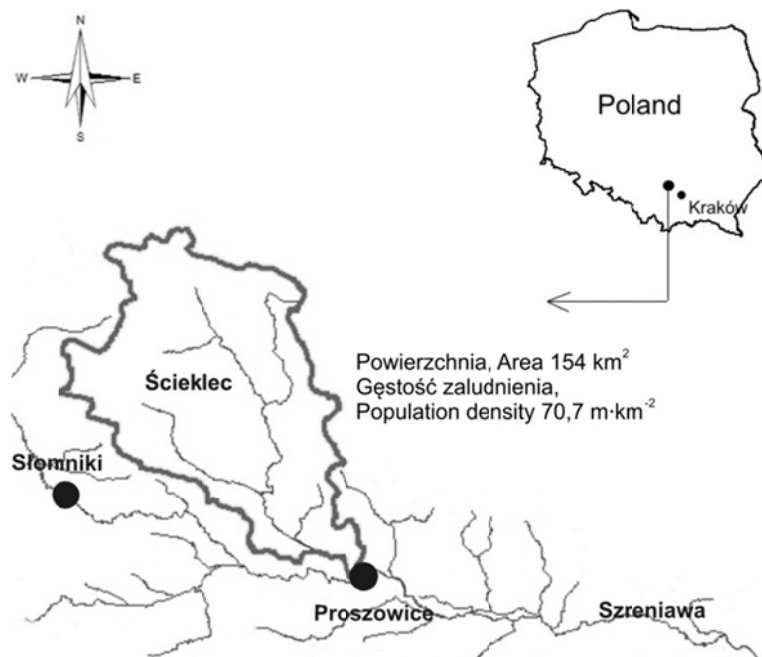 N
W E
S
Poland
Kraków
Ścieklec
Powierzchnia, Area 154 km²
Gęstość zaludnienia,
Population density 70,7 m·km⁻²
Słomniki
Proszowice
Szreniawa